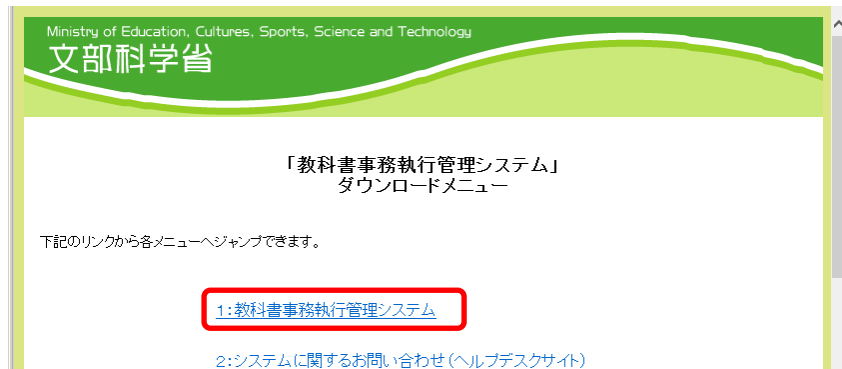 Ministry of Education, Cultures, Sports, Science and Technology
文部科学省
「教科書事務執行管理システム」
ダウンロードメニュー
下記のリンクから各メニューへジャンプできます。
1:教科書事務執行管理システム
2:システムに関するお問い合わせ(ヘルプデスクサイト)